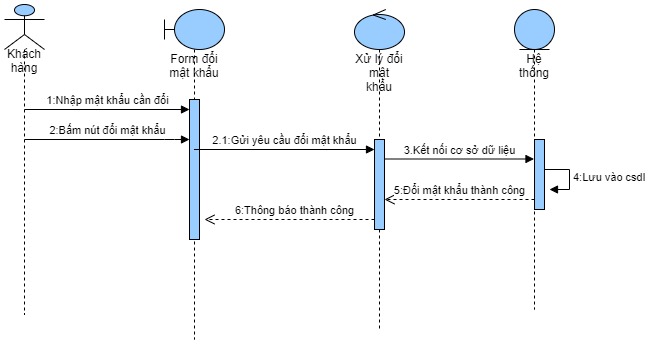 Khách
hàng
Form đổi
mật khẩu
Xử lý đổi
mật
khẩu
Hệ
thống
1:Nhập mật khẩu cần đổi
2:Bấm nút đổi mật khẩu
2.1:Gửi yêu cầu đổi mật khẩu
3.Kết nối cơ sở dữ liệu
4:Lưu vào csdl
5:Đổi mật khẩu thành công
6:Thông báo thành công